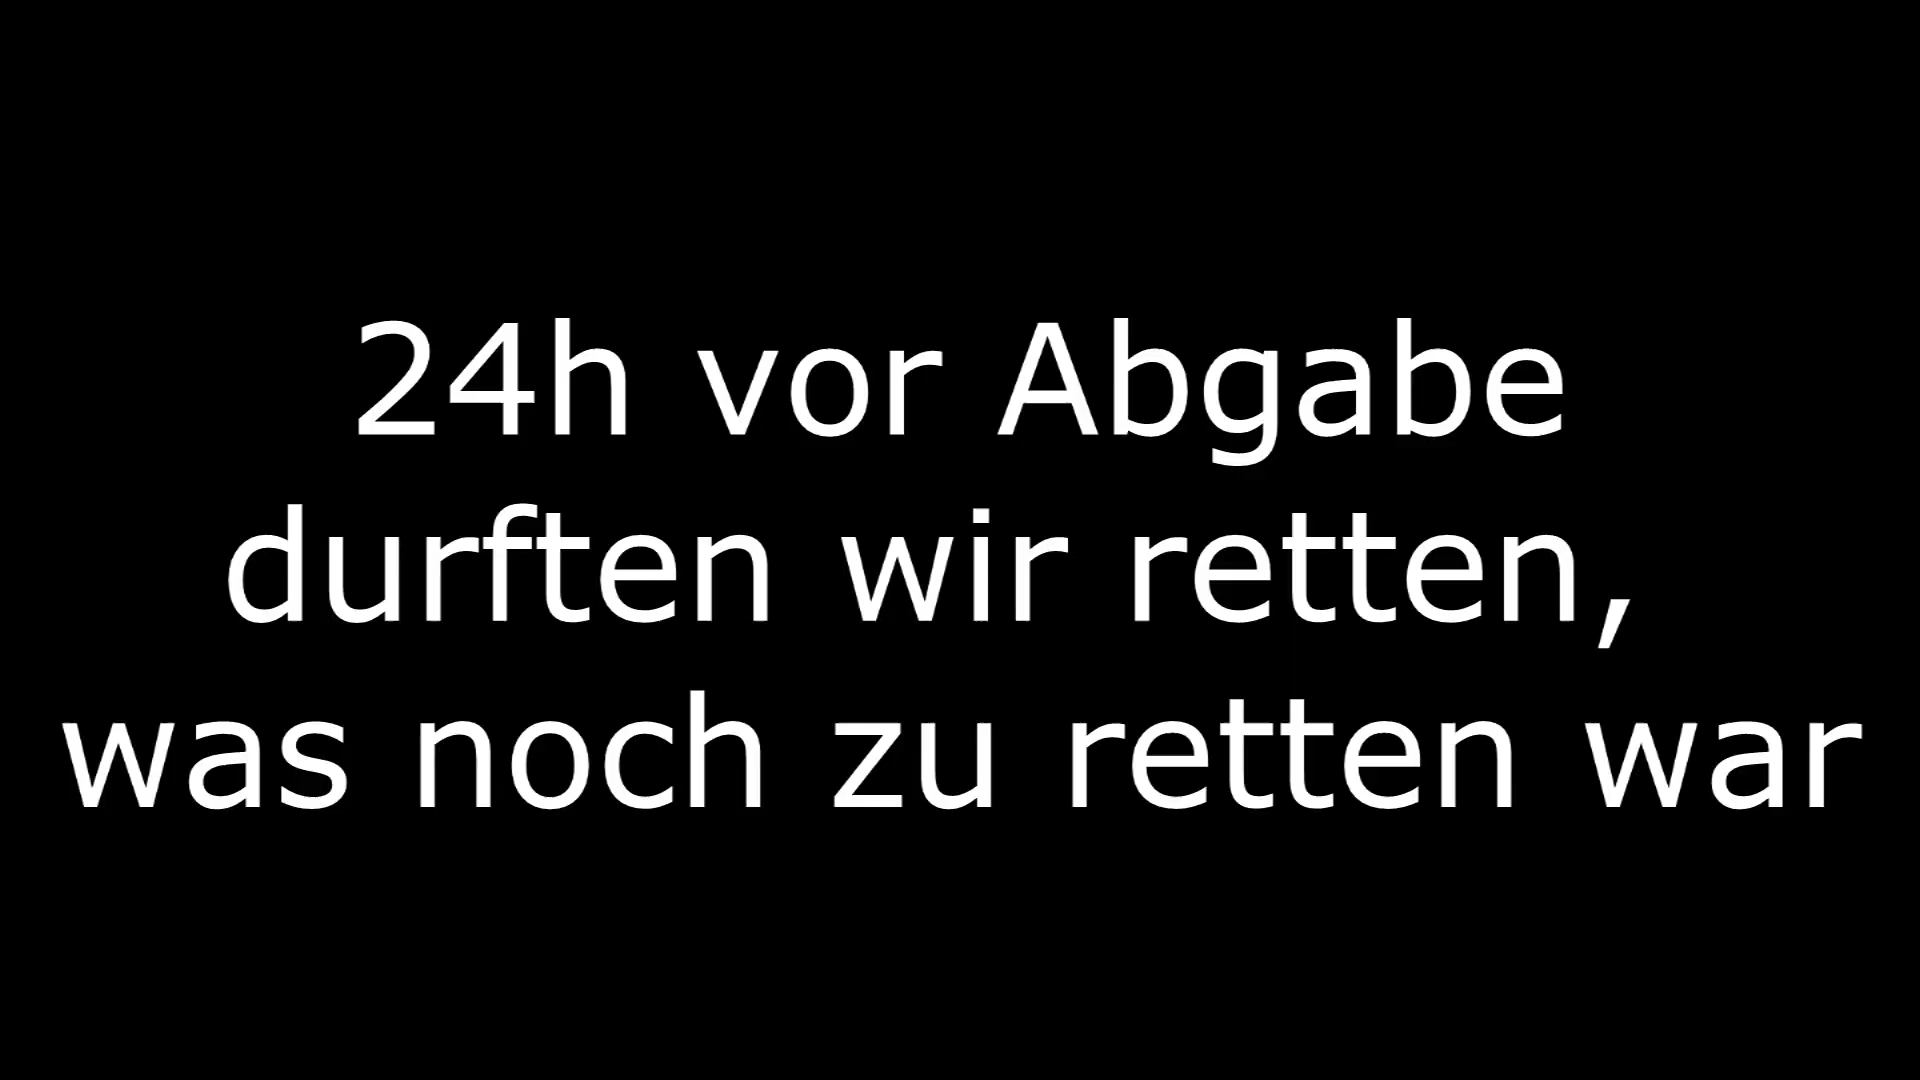 24h vor Abgabe
durften wir retten,
was noch zu retten war